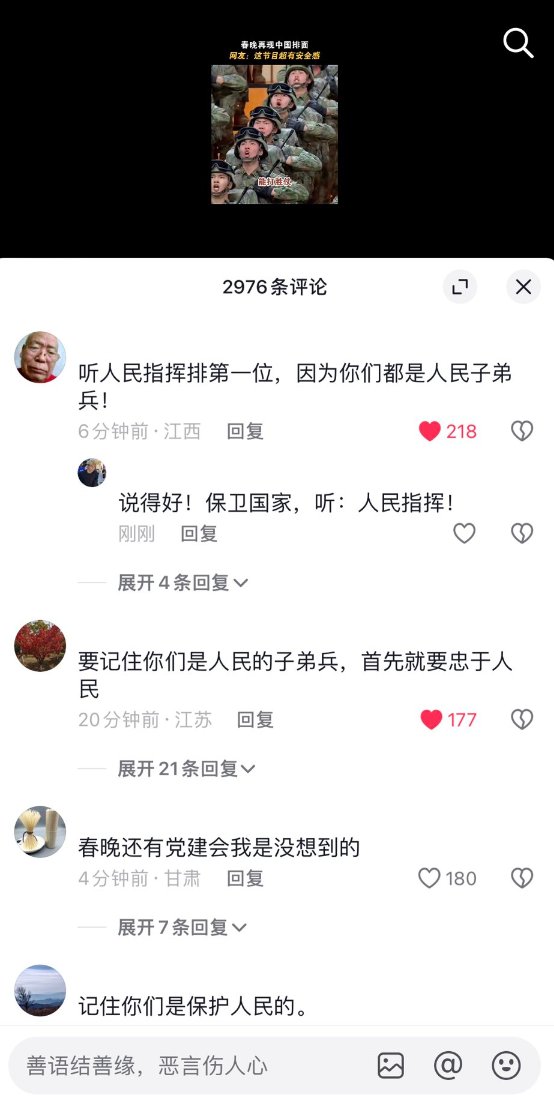 春晚再现中国排面
网友：这节目超有安全感
能打胜仗
2976条评论
听人民指挥排第一位，因为你们都是人民子弟
兵！
6分钟前·江西 回复 218
说得好！保卫国家，听：人民指挥！
刚刚 回复
展开4条回复
要记住你们是人民的子弟兵，首先就要忠于人
民
20分钟前·江苏 回复 177
展开21条回复
春晚还有党建会我是没想到的
4分钟前·甘肃 回复 180
展开7条回复
记住你们是保护人民的。
善语结善缘，恶言伤人心 @